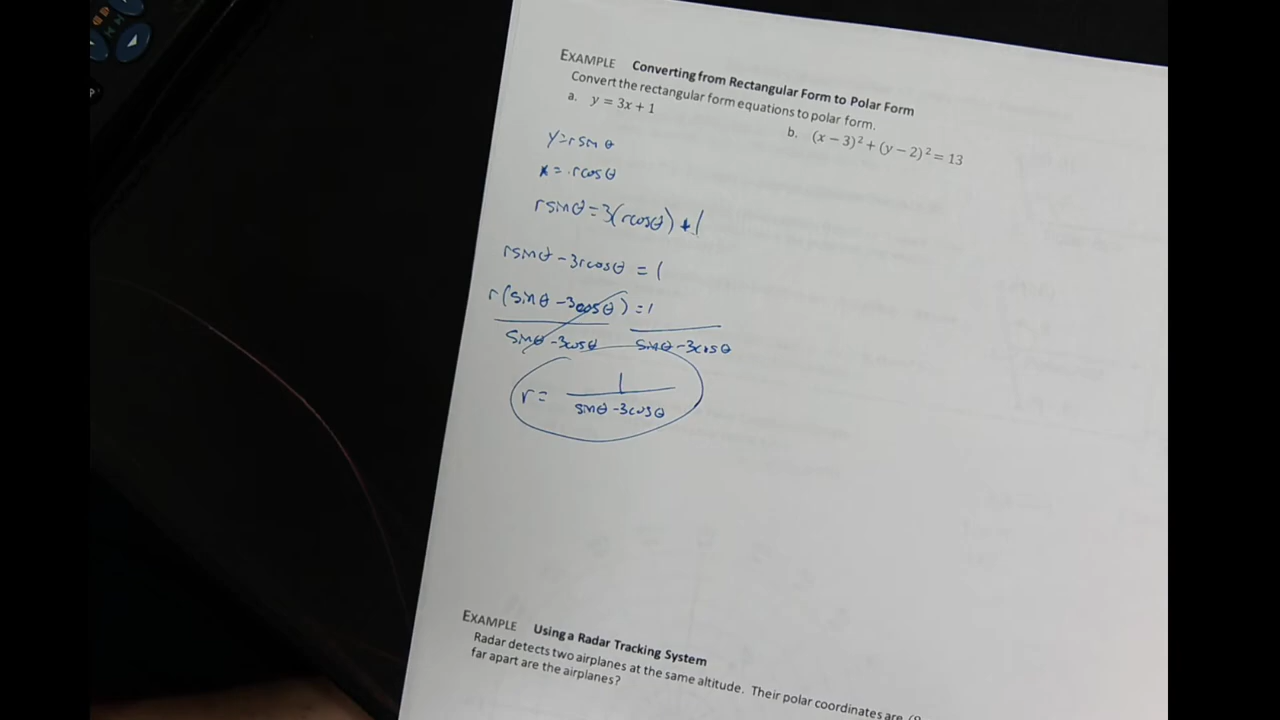 EXAMPLE Converting from Rectangular Form to Polar Form
Convert the rectangular form equations to polar form.
a. y = 3x + 1
b. (x − 3)² + (y − 2)² = 13
y = r sin θ
x = r cos θ
r sin θ = 3(r cos θ) + 1
r sin θ − 3r cos θ = 1
r(sin θ − 3cos θ) = 1
sin θ − 3cos θ sin θ − 3cos θ
r = 1
sin θ − 3cos θ
EXAMPLE Using a Radar Tracking System
Radar detects two airplanes at the same altitude. Their polar coordinates are
far apart are the airplanes?